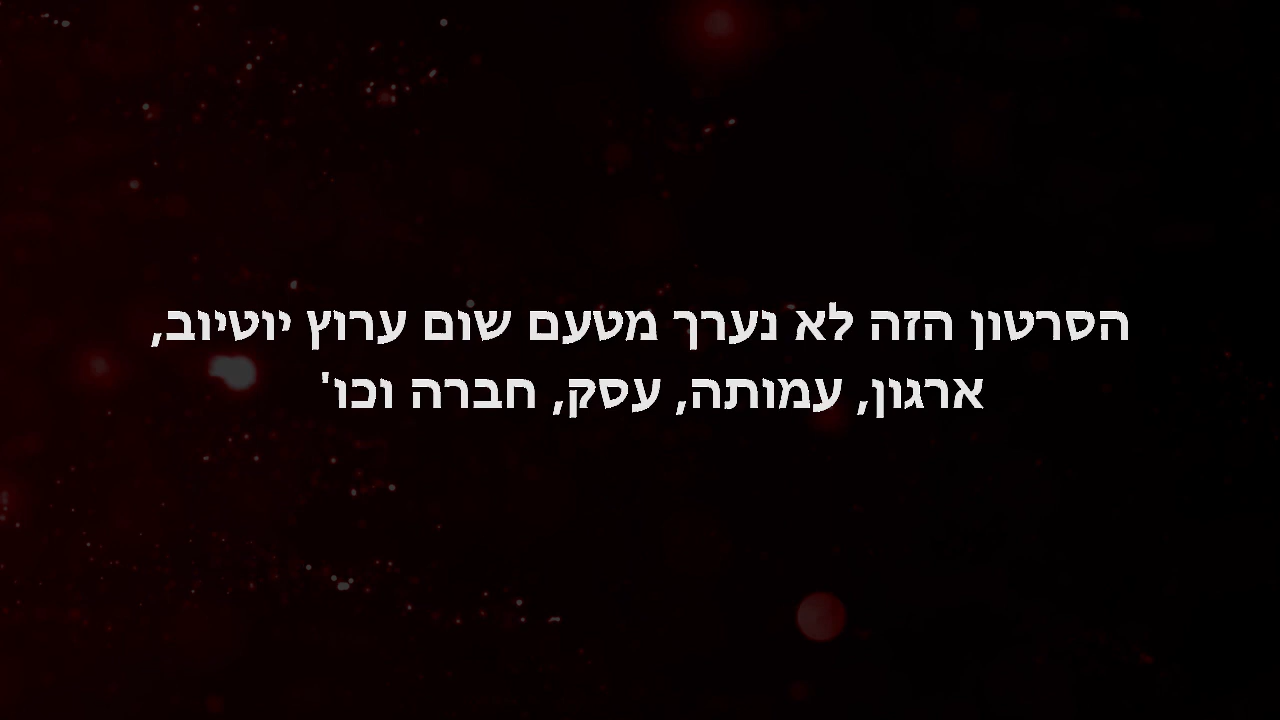 הסרטון הזה לא נערך מטעם שום ערוץ יוטיוב,
ארגון, עמותה, עסק, חברה וכו'